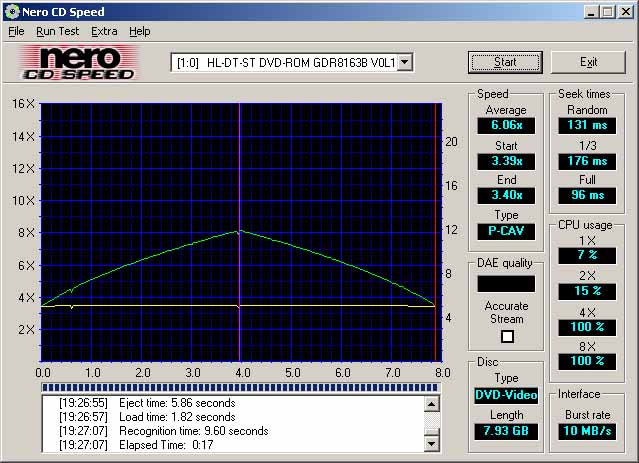 Nero CD Speed
File Run Test Extra Help
nero
CD SPEED
[1:0] HL-DT-ST DVD-ROM GDR8163B V0L1
Start Exit
16X
14X
12X
10X
8X
6X
4X
2X
20
16
12
8
4
0.0 1.0 2.0 3.0 4.0 5.0 6.0 7.0 8.0
[19:26:55] Eject time: 5.86 seconds
[19:26:57] Load time: 1.82 seconds
[19:27:07] Recognition time: 9.60 seconds
[19:27:07] Elapsed Time: 0:17
Speed
Average
6.06x
Start
3.39x
End
3.40x
Type
P-CAV
DAE quality
Accurate
Stream
Disc
Type
DVD-Video
Length
7.93 GB
Seek times
Random
131 ms
1/3
176 ms
Full
96 ms
CPU usage
1 X
7 %
2 X
15 %
4 X
100 %
8 X
100 %
Interface
Burst rate
10 MB/s